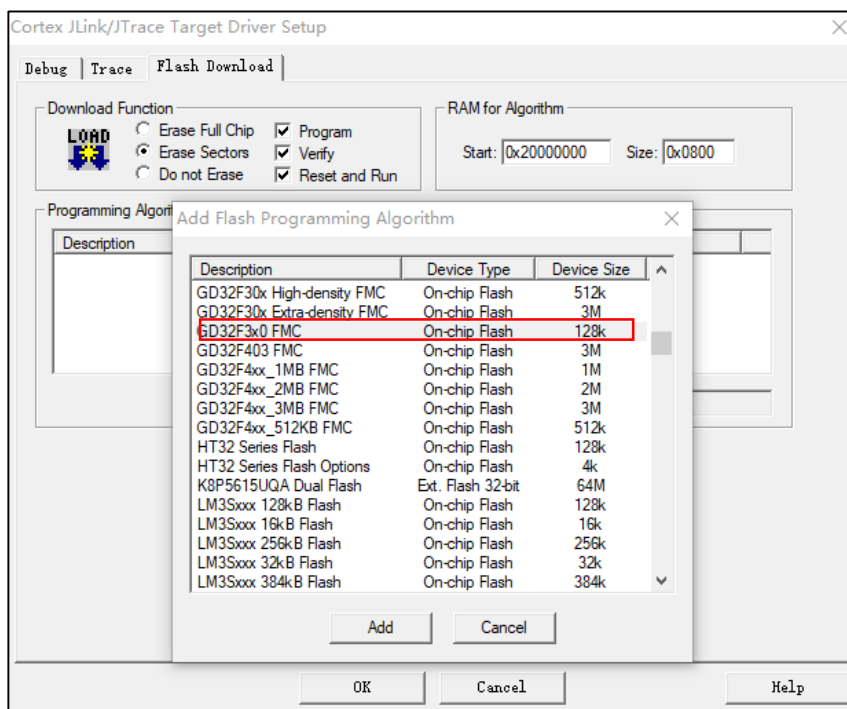 Cortex JLink/JTrace Target Driver Setup
Debug Trace Flash Download
Download Function
LOAD
Erase Full Chip
Program
Erase Sectors
Verify
Do not Erase
Reset and Run
RAM for Algorithm
Start: 0x20000000 Size: 0x0800
Programming Algorit
Description
Add Flash Programming Algorithm
Description Device Type Device Size
GD32F30x High-density FMC On-chip Flash 512k
GD32F30x Extra-density FMC On-chip Flash 3M
GD32F3x0 FMC On-chip Flash 128k
GD32F403 FMC On-chip Flash 3M
GD32F4xx_1MB FMC On-chip Flash 1M
GD32F4xx_2MB FMC On-chip Flash 2M
GD32F4xx_3MB FMC On-chip Flash 3M
GD32F4xx_512KB FMC On-chip Flash 512k
HT32 Series Flash On-chip Flash 128k
HT32 Series Flash Options On-chip Flash 4k
K8P5615UQA Dual Flash Ext. Flash 32-bit 64M
LM3Sxxx 128kB Flash On-chip Flash 128k
LM3Sxxx 16kB Flash On-chip Flash 16k
LM3Sxxx 256kB Flash On-chip Flash 256k
LM3Sxxx 32kB Flash On-chip Flash 32k
LM3Sxxx 384kB Flash On-chip Flash 384k
Add Cancel
OK Cancel Help